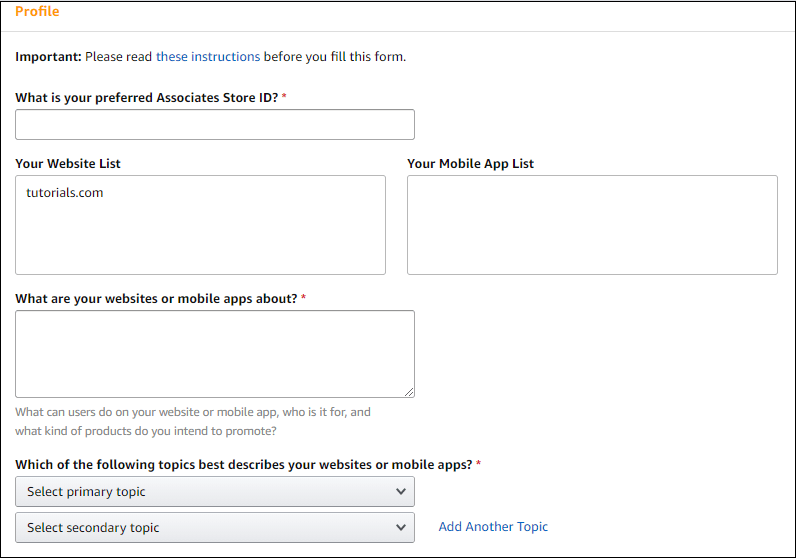 Profile
Important: Please read these instructions before you fill this form.
What is your preferred Associates Store ID? *
Your Website List
Your Mobile App List
tutorials.com
What are your websites or mobile apps about? *
What can users do on your website or mobile app, who is it for, and
what kind of products do you intend to promote?
Which of the following topics best describes your websites or mobile apps? *
Select primary topic
Select secondary topic
Add Another Topic